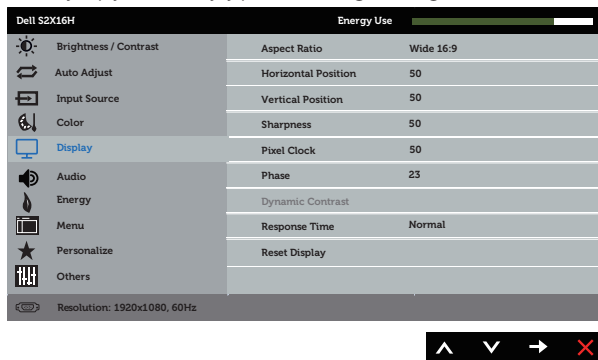 Dell S2X16H Energy Use
Brightness / Contrast Aspect Ratio Wide 16:9
Auto Adjust Horizontal Position 50
Input Source Vertical Position 50
Color Sharpness 50
Display Pixel Clock 50
Audio Phase 23
Energy Dynamic Contrast
Menu Response Time Normal
Personalize Reset Display
Others
Resolution: 1920x1080, 60Hz